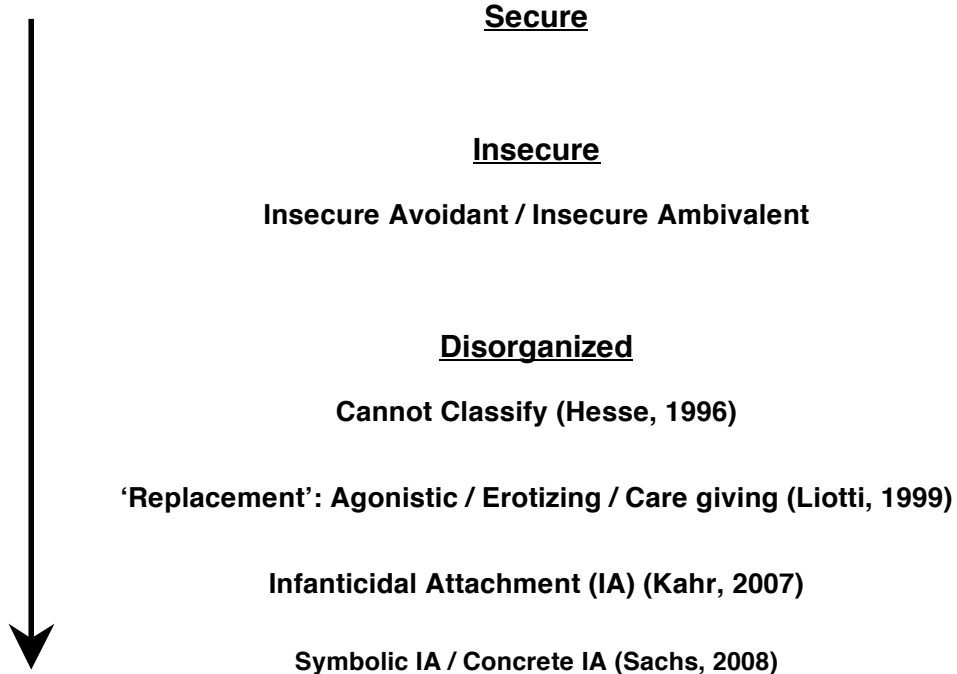 Secure
Insecure
Insecure Avoidant / Insecure Ambivalent
Disorganized
Cannot Classify (Hesse, 1996)
‘Replacement’: Agonistic / Erotizing / Care giving (Liotti, 1999)
Infanticidal Attachment (IA) (Kahr, 2007)
Symbolic IA / Concrete IA (Sachs, 2008)